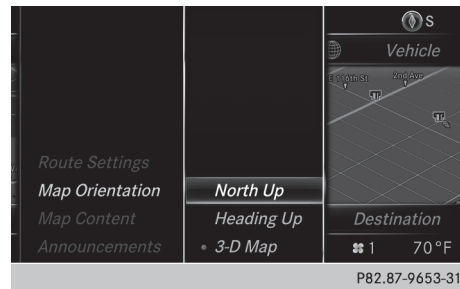 S
Vehicle
E 116th St 2nd Ave
Route Settings
Map Orientation
Map Content
Announcements
North Up
Heading Up
• 3-D Map
Destination
1 70°F
P82.87-9653-31